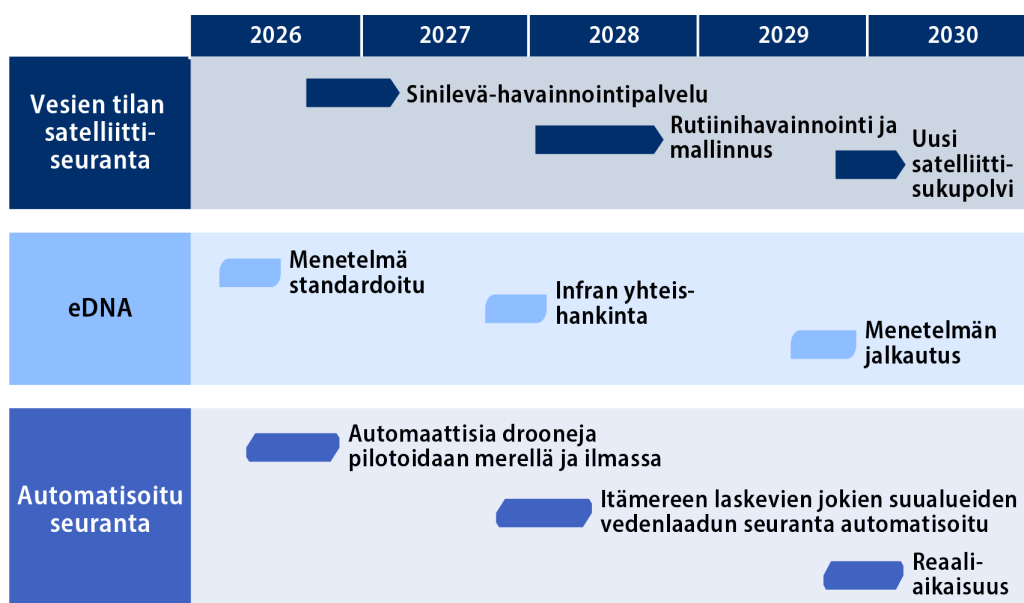 2026 2027 2028 2029 2030
Vesien tilan
satelliitti-
seuranta
Sinilevä-havainnointipalvelu
Rutiinihavainnointi ja
mallinnus
Uusi
satelliitti-
sukupolvi
eDNA
Menetelmä
standardoitu
Infran yhteis-
hankinta
Menetelmän
jalkautus
Automatisoitu
seuranta
Automaattisia drooneja
pilotoidaan merellä ja ilmassa
Itämereen laskevien jokien suualueiden
vedenlaadun seuranta automatisoitu
Reaali-
aikaisuus